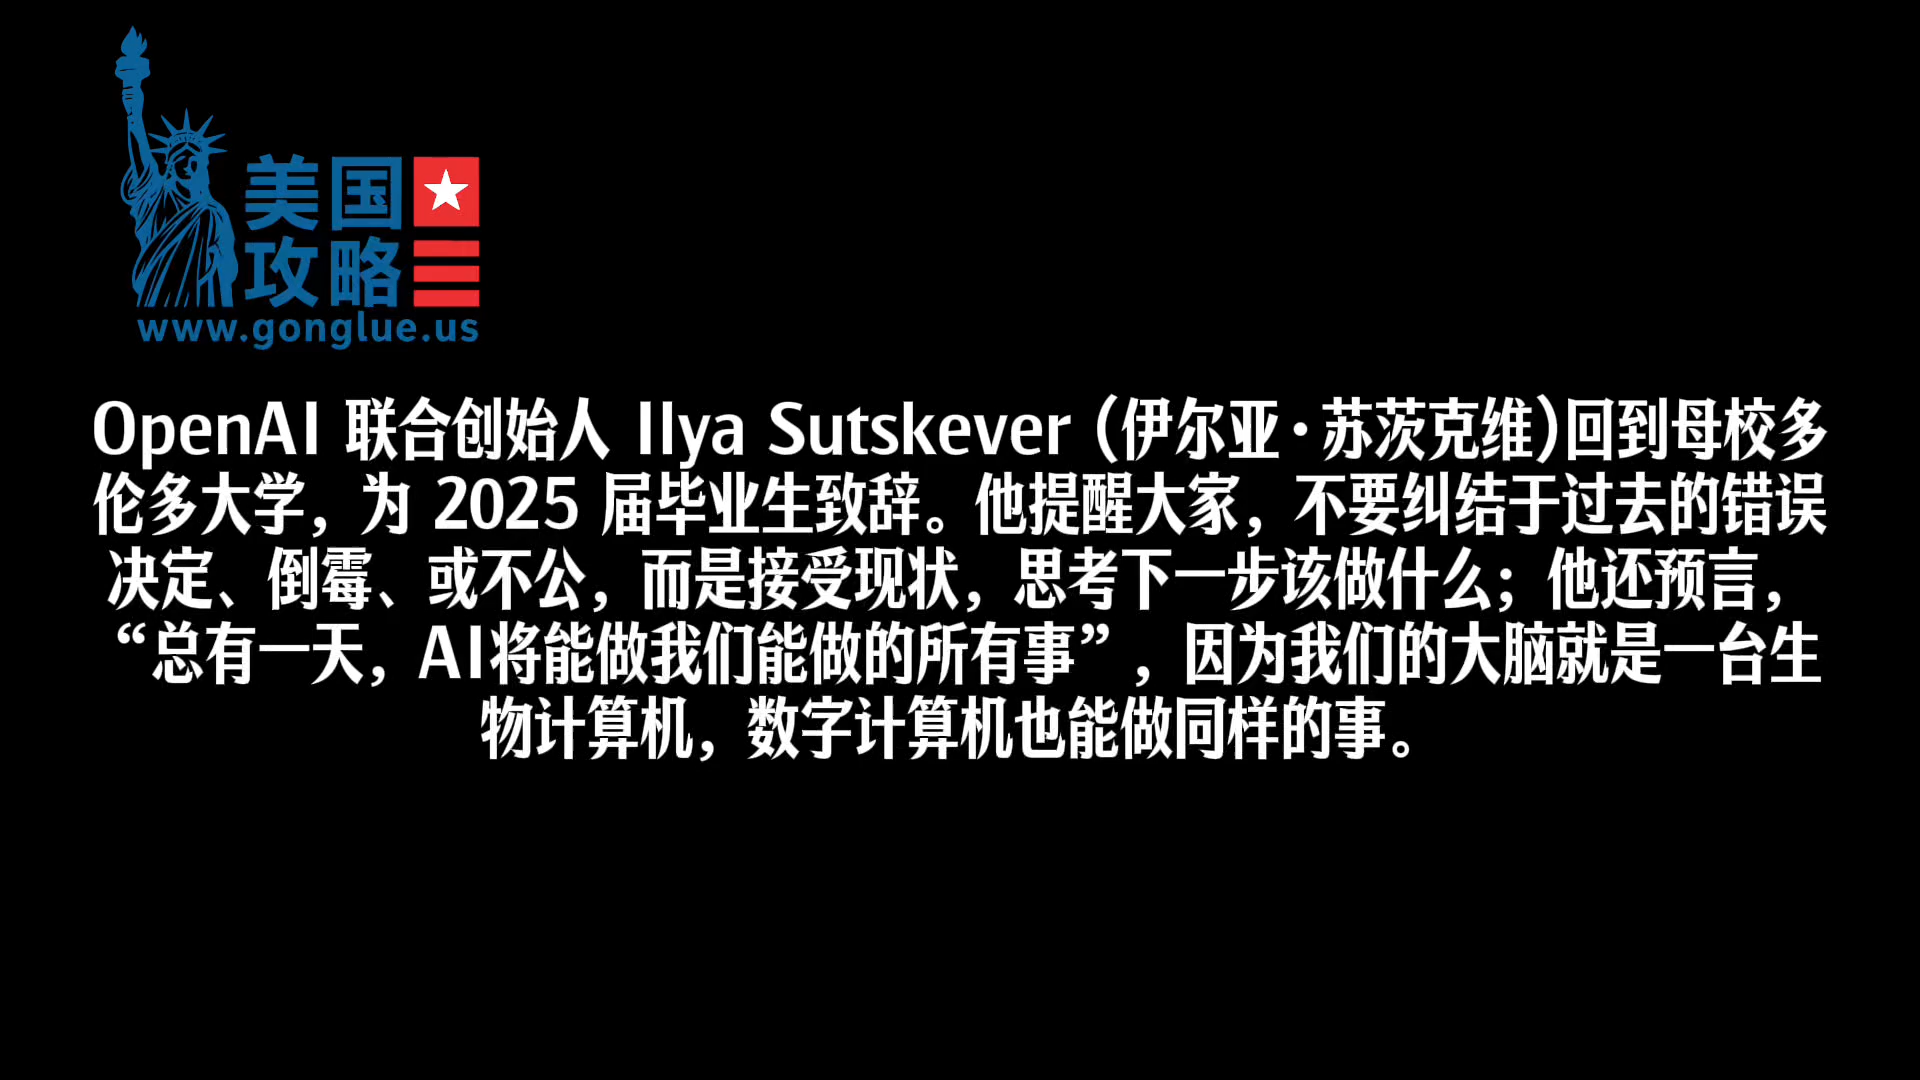 美国
攻略
www.gonglue.us
OpenAI 联合创始人 Ilya Sutskever (伊尔亚·苏茨克维)回到母校多
伦多大学，为 2025 届毕业生致辞。他提醒大家，不要纠结于过去的错误
决定、倒霉、或不公，而是接受现状，思考下一步该做什么；他还预言，
“总有一天，AI将能做我们能做的所有事”，因为我们的大脑就是一台生
物计算机，数字计算机也能做同样的事。